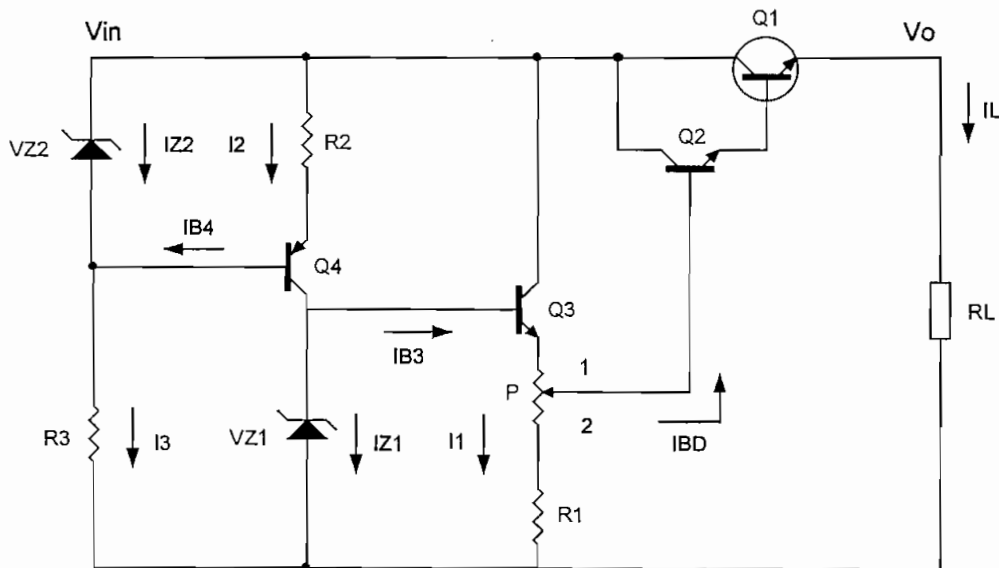 Q1
Vin
Vo
IL
Q2
VZ2
IZ2
I2
R2
IB4
Q4
Q3
RL
IB3
1
P
2
R3
I3
VZ1
IZ1
I1
IBD
R1